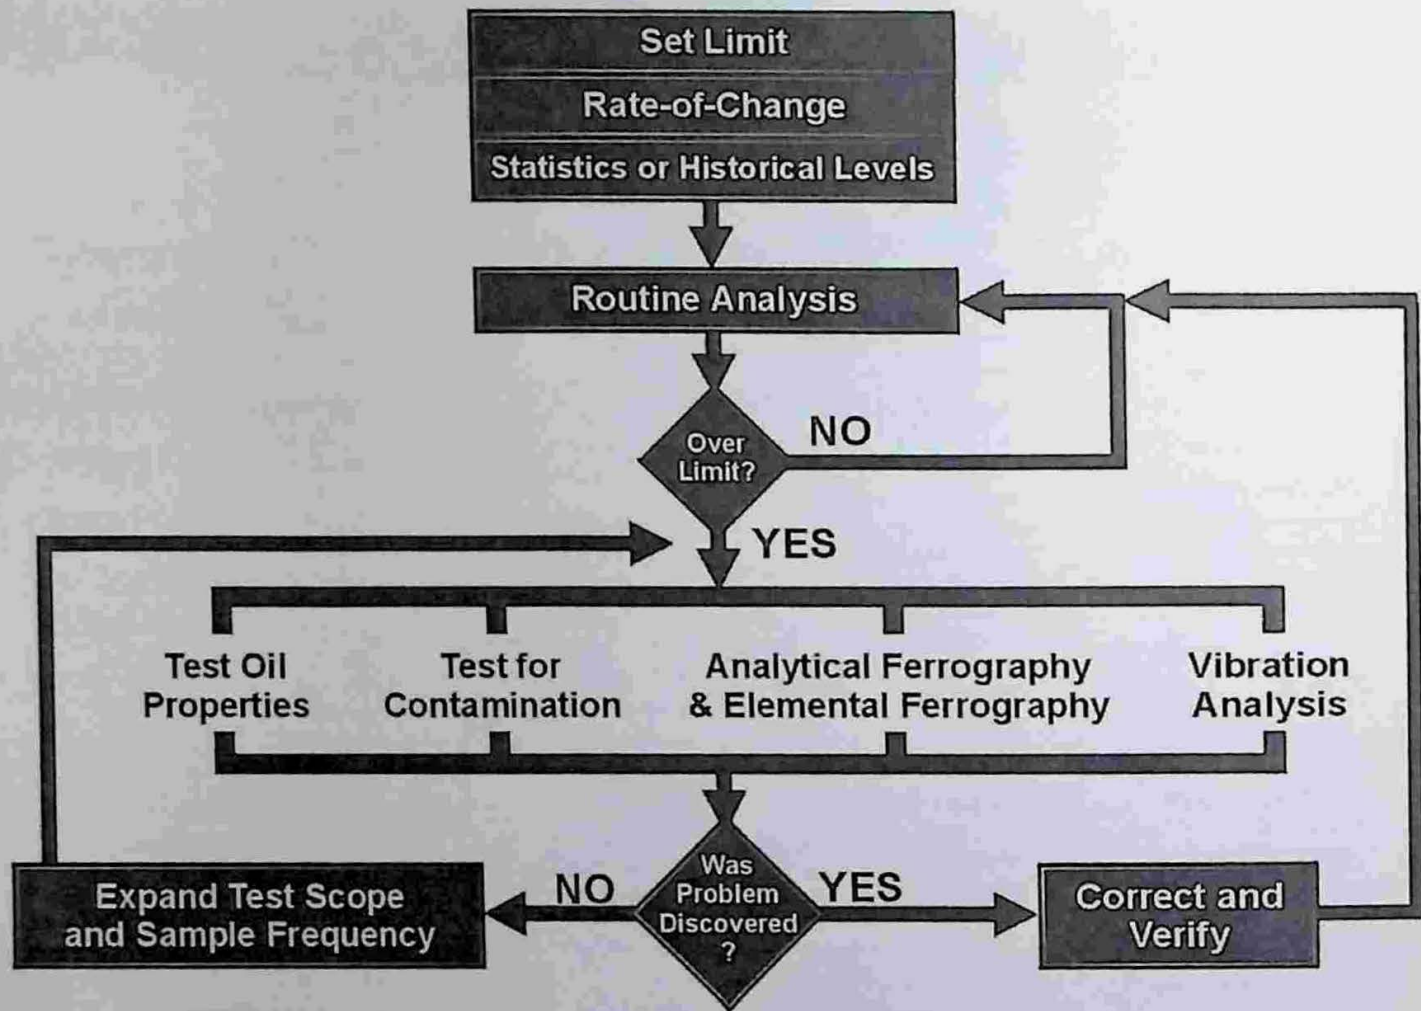 Set Limit
Rate-of-Change
Statistics or Historical Levels
Routine Analysis
Over
Limit?
NO
YES
Test Oil
Properties
Test for
Contamination
Analytical Ferrography
& Elemental Ferrography
Vibration
Analysis
Was
Problem
Discovered
?
NO
YES
Expand Test Scope
and Sample Frequency
Correct and
Verify